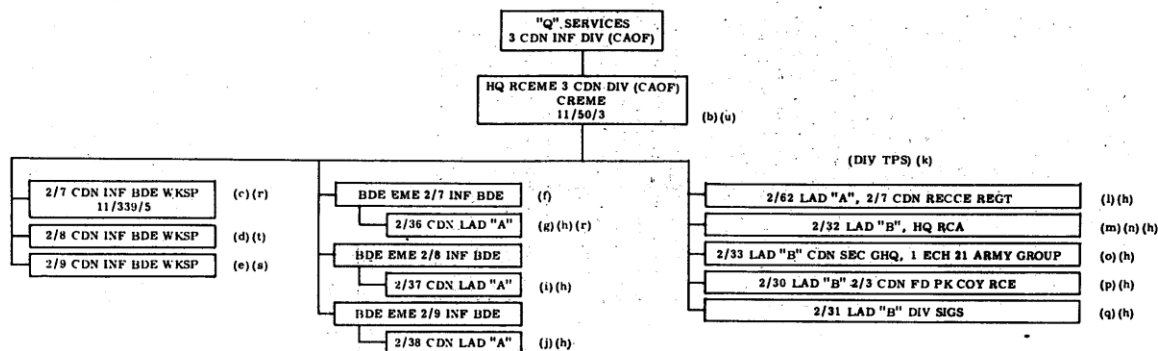 "Q" SERVICES
3 CDN INF DIV (CAOF)
HQ RCEME 3 CDN DIV (CAOF)
CREME
11/50/3
(b)(u)
(DIV TPS)(k)
2/7 CDN INF BDE WKSP
11/339/5
(c)(r)
2/8 CDN INF BDE WKSP
(d)(t)
2/9 CDN INF BDE WKSP
(e)(s)
BDE EME 2/7 INF BDE
(f)
2/36 CDN LAD "A"
(g)(h)(r)
BDE EME 2/8 INF BDE
2/37 CDN LAD "A"
(i)(h)
BDE EME 2/9 INF BDE
2/38 CDN LAD "A"
(j)(h)
2/62 LAD "A", 2/7 CDN RECCE REGT
(l)(h)
2/32 LAD "B", HQ RCA
(m)(n)(h)
2/33 LAD "B" CDN SEC GHQ, 1 ECH 21 ARMY GROUP
(o)(h)
2/30 LAD "B" 2/3 CDN FD PK COY RCE
(p)(h)
2/31 LAD "B" DIV SIGS
(q)(h)